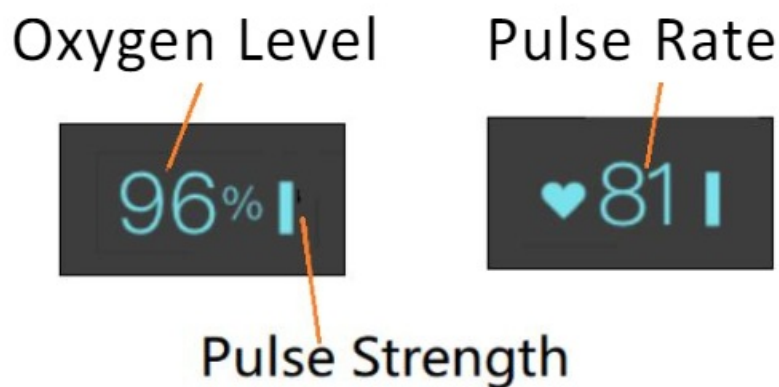 Oxygen Level
Pulse Rate
96%
♥81
Pulse Strength